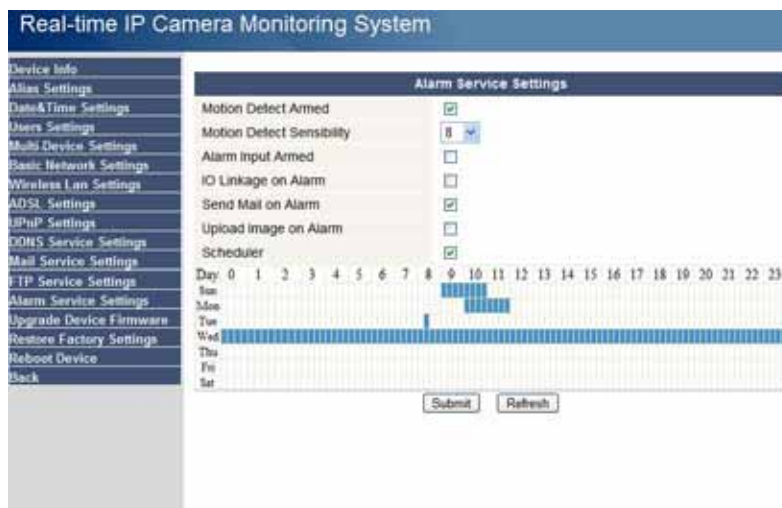 Real-time IP Camera Monitoring System
Device Info
Alias Settings
Date&Time Settings
Users Settings
Multi-Device Settings
Basic Network Settings
Wireless Lan Settings
ADSL Settings
UPnP Settings
DDNS Service Settings
Mail Service Settings
FTP Service Settings
Alarm Service Settings
Upgrade Device Firmware
Restore Factory Settings
Reboot Device
Back
Alarm Service Settings
Motion Detect Armed
Motion Detect Sensibility 8
Alarm Input Armed
IO Linkage on Alarm
Send Mail on Alarm
Upload Image on Alarm
Scheduler
Day 0 1 2 3 4 5 6 7 8 9 10 11 12 13 14 15 16 17 18 19 20 21 22 23
Sun
Mon
Tue
Wed
Thu
Fri
Sat
Submit Refresh